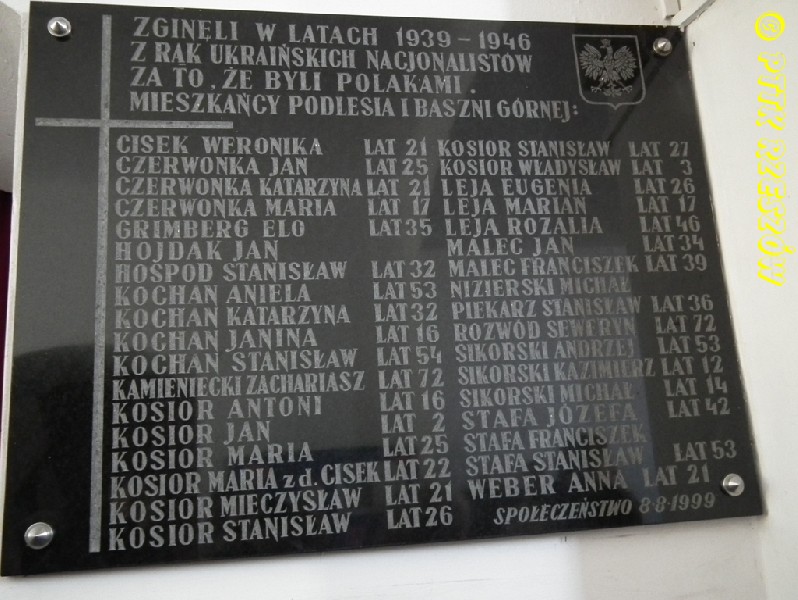 ZGINĘLI W LATACH 1939 – 1946
Z RĄK UKRAIŃSKICH NACJONALISTÓW
ZA TO, ŻE BYLI POLAKAMI.
MIESZKAŃCY PODLESIA I BASZNI GÓRNEJ:
CISEK WERONIKA LAT 21
CZERWONKA JAN LAT 25
CZERWONKA KATARZYNA LAT 21
CZERWONKA MARIA LAT 17
GRIMBERG ELO LAT 35
HOJDAK JAN
HOSPOD STANISŁAW LAT 32
KOCHAN ANIELA LAT 53
KOCHAN KATARZYNA LAT 32
KOCHAN JANINA LAT 16
KOCHAN STANISŁAW LAT 54
KAMIENIECKI ZACHARIASZ LAT 72
KOSIOR ANTONI LAT 16
KOSIOR JAN LAT 2
KOSIOR MARIA LAT 25
KOSIOR MARIA z d. CISEK LAT 22
KOSIOR MIECZYSŁAW LAT 21
KOSIOR STANISŁAW LAT 26
KOSIOR STANISŁAW LAT 27
KOSIOR WŁADYSŁAW LAT 3
LEJA EUGENIA LAT 26
LEJA MARIAN LAT 17
LEJA ROZALIA LAT 46
MALEC JAN LAT 34
MALEC FRANCISZEK LAT 39
NIZIERSKI MICHAŁ
PIEKARZ STANISŁAW LAT 36
ROZWÓD SEWERYN LAT 72
SIKORSKI ANDRZEJ LAT 53
SIKORSKI KAZIMIERZ LAT 12
SIKORSKI MICHAŁ LAT 14
STAFA JÓZEFA LAT 42
STAFA FRANCISZEK
STAFA STANISŁAW LAT 53
WEBER ANNA LAT 21
SPOŁECZEŃSTWO 8-8-1999
© PTTK RZESZÓW